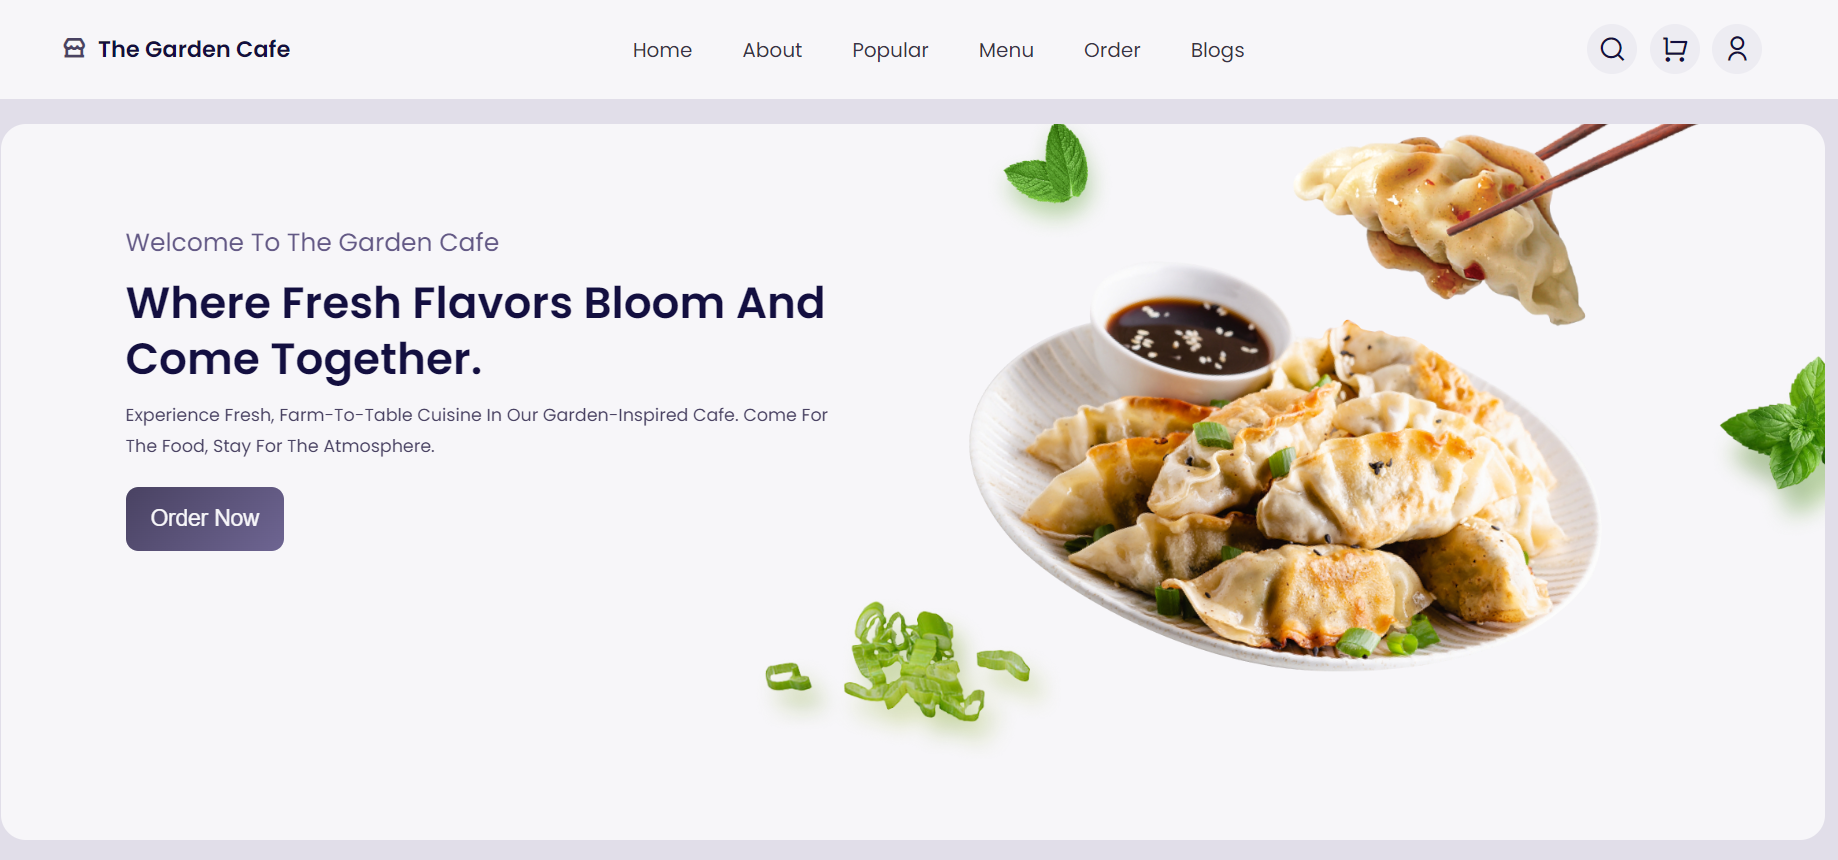 The Garden Cafe
Home About Popular Menu Order Blogs
Welcome To The Garden Cafe
Where Fresh Flavors Bloom And
Come Together.
Experience Fresh, Farm-To-Table Cuisine In Our Garden-Inspired Cafe. Come For
The Food, Stay For The Atmosphere.
Order Now